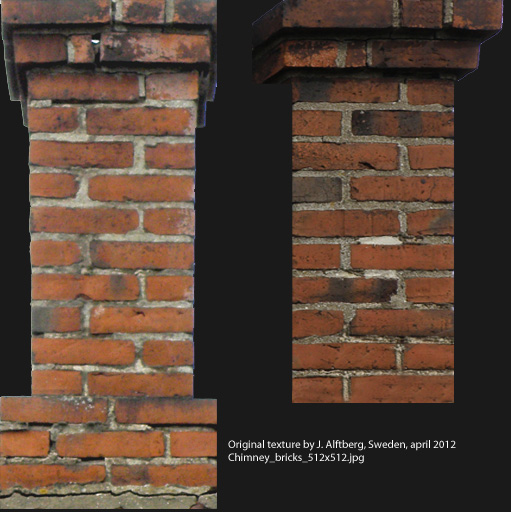 Original texture by J. Alftberg, Sweden, april 2012
Chimney_bricks_512x512.jpg